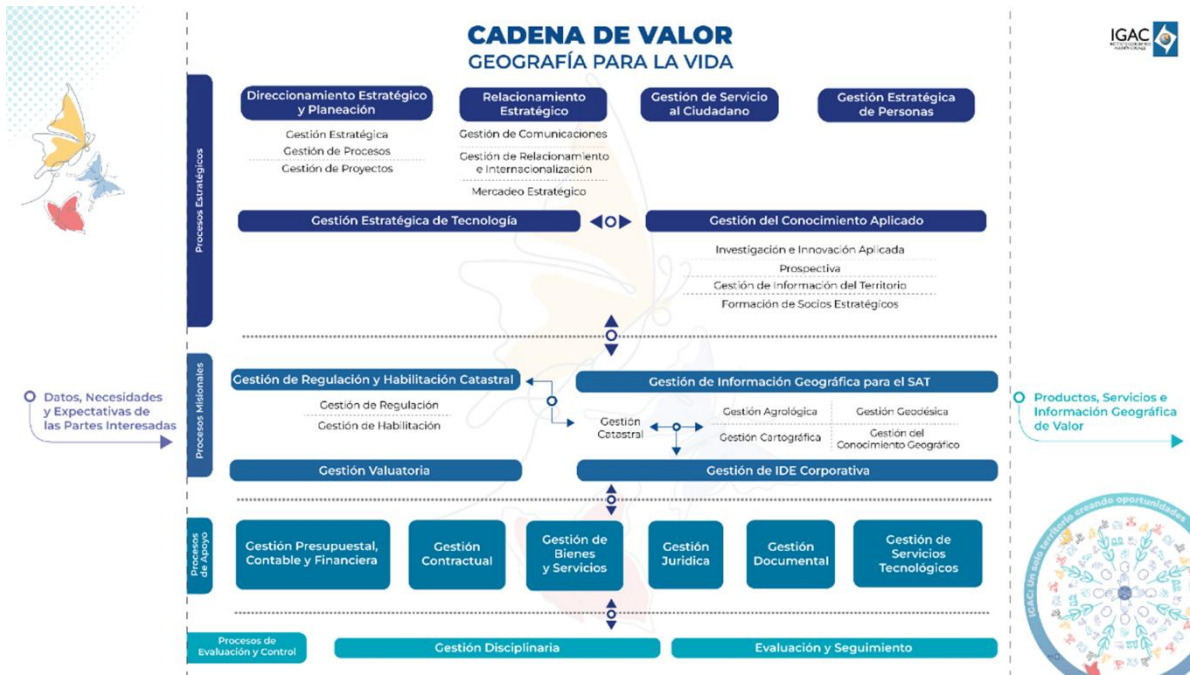 CADENA DE VALOR
GEOGRAFÍA PARA LA VIDA
IGAC
Procesos Estratégicos
Direccionamiento Estratégico
y Planeación
Gestión Estratégica
Gestión de Procesos
Gestión de Proyectos
Relacionamiento
Estratégico
Gestión de Comunicaciones
Gestión de Relacionamiento
e Internacionalización
Mercadeo Estratégico
Gestión de Servicio
al Ciudadano
Gestión Estratégica
de Personas
Gestión Estratégica de Tecnología
Gestión del Conocimiento Aplicado
Investigación e Innovación Aplicada
Prospectiva
Gestión de Información del Territorio
Formación de Socios Estratégicos
Datos, Necesidades
y Expectativas de
las Partes Interesadas
Procesos Misionales
Gestión de Regulación y Habilitación Catastral
Gestión de Regulación
Gestión de Habilitación
Gestión Valuatoria
Gestión de Información Geográfica para el SAT
Gestión
Catastral
Gestión Agrológica
Gestión Geodésica
Gestión Cartográfica
Gestión del
Conocimiento Geográfico
Gestión de IDE Corporativa
Productos, Servicios e
Información Geográfica
de Valor
Procesos
de Apoyo
Gestión Presupuestal,
Contable y Financiera
Gestión
Contractual
Gestión de
Bienes
y Servicios
Gestión
Juridica
Gestión
Documental
Gestión de
Servicios
Tecnológicos
Procesos de
Evaluación y Control
Gestión Disciplinaria
Evaluación y Seguimiento
IGAC: Un solo territorio creando oportunidades